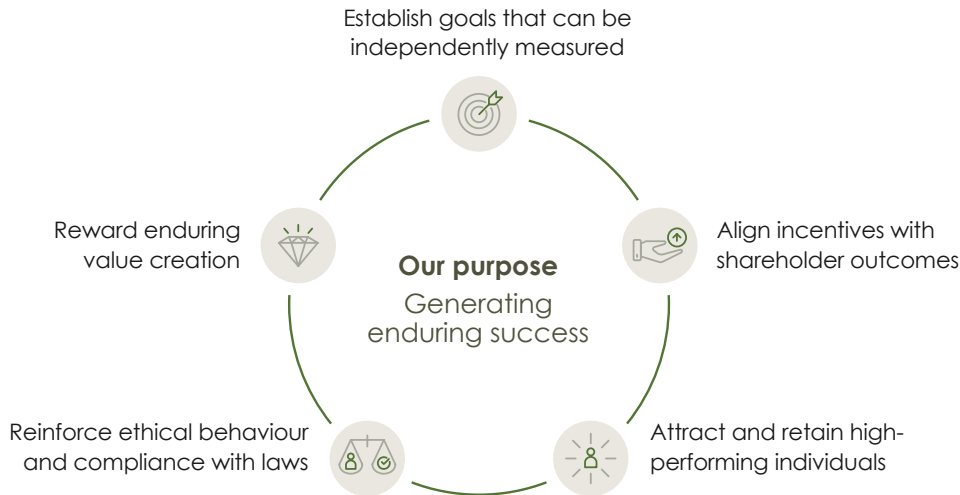 Establish goals that can be
independently measured
Reward enduring
value creation
Align incentives with
shareholder outcomes
Our purpose
Generating
enduring success
Reinforce ethical behaviour
and compliance with laws
Attract and retain high-
performing individuals